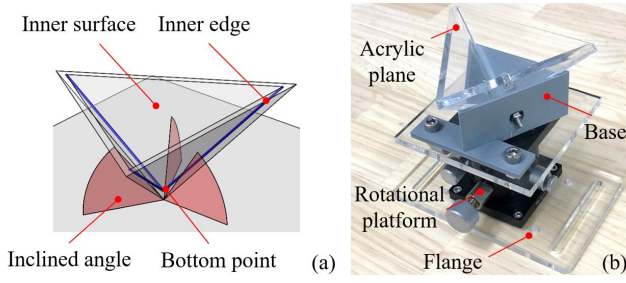 Inner surface
Inner edge
Inclined angle
Bottom point
(a)
Acrylic
plane
Base
Rotational
platform
Flange
(b)